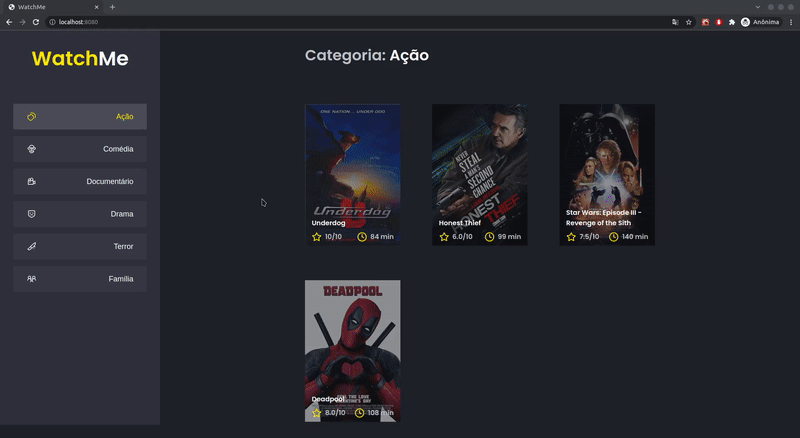 WatchMe
localhost:8080
Anônima
WatchMe
Categoria: Ação
Ação
Comédia
Documentário
Drama
Terror
Família
ONE NATION... UNDER DOG
Underdog
Underdog
10/10 84 min
NEVER
STEAL
A MAN'S
SECOND
CHANCE
HONEST
THIEF
Honest Thief
6.0/10 99 min
Star Wars: Episode III -
Revenge of the Sith
7.5/10 140 min
DEADPOOL
Deadpool
8.0/10 108 min